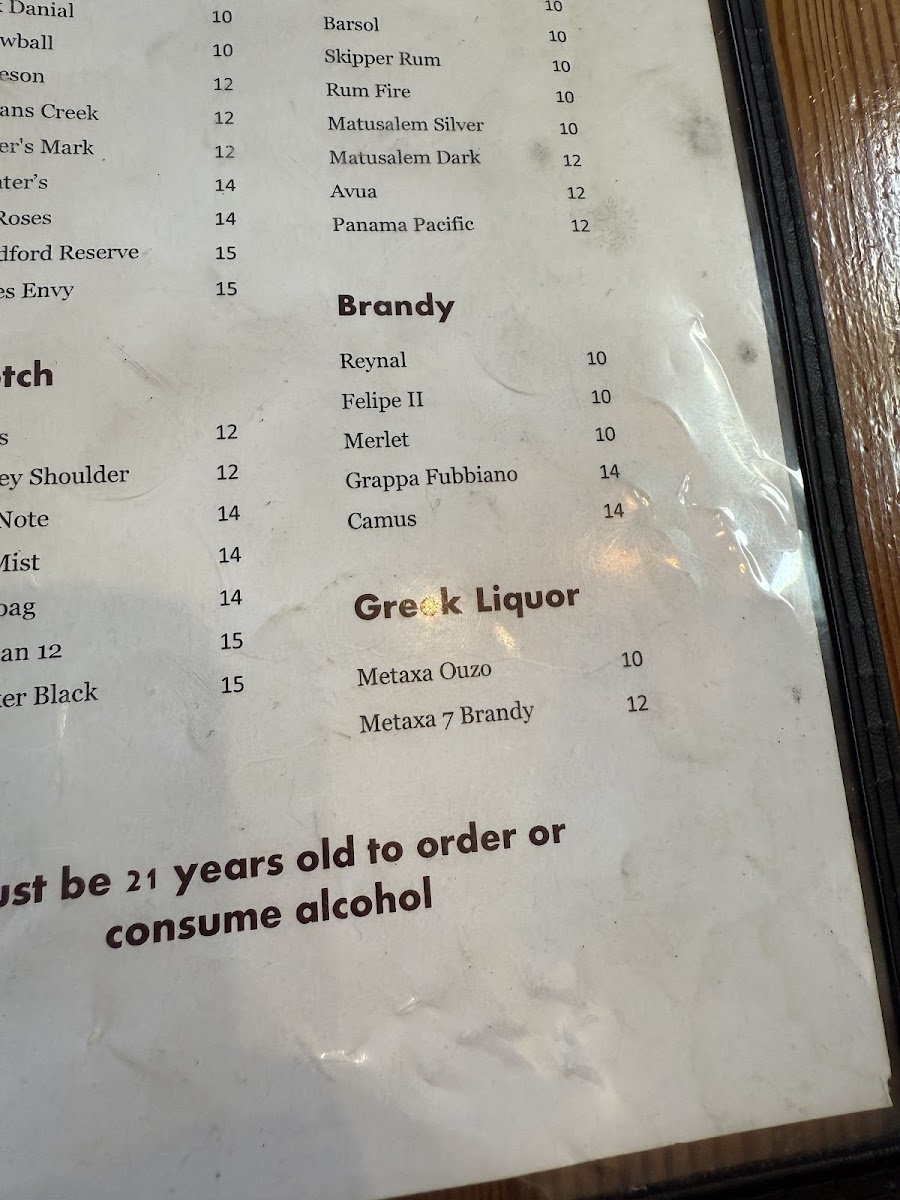 Danial 10
wball 10
eson 12
ans Creek 12
er's Mark 12
ter's 14
Roses 14
dford Reserve 15
es Envy 15
tch
s 12
ey Shoulder 12
Note 14
Mist 14
bag 14
an 12 15
er Black 15
10
Barsol 10
Skipper Rum 10
Rum Fire 10
Matusalem Silver 10
Matusalem Dark 12
Avua 12
Panama Pacific 12
Brandy
Reynal 10
Felipe II 10
Merlet 10
Grappa Fubbiano 14
Camus 14
Greek Liquor
Metaxa Ouzo 10
Metaxa 7 Brandy 12
ust be 21 years old to order or
consume alcohol